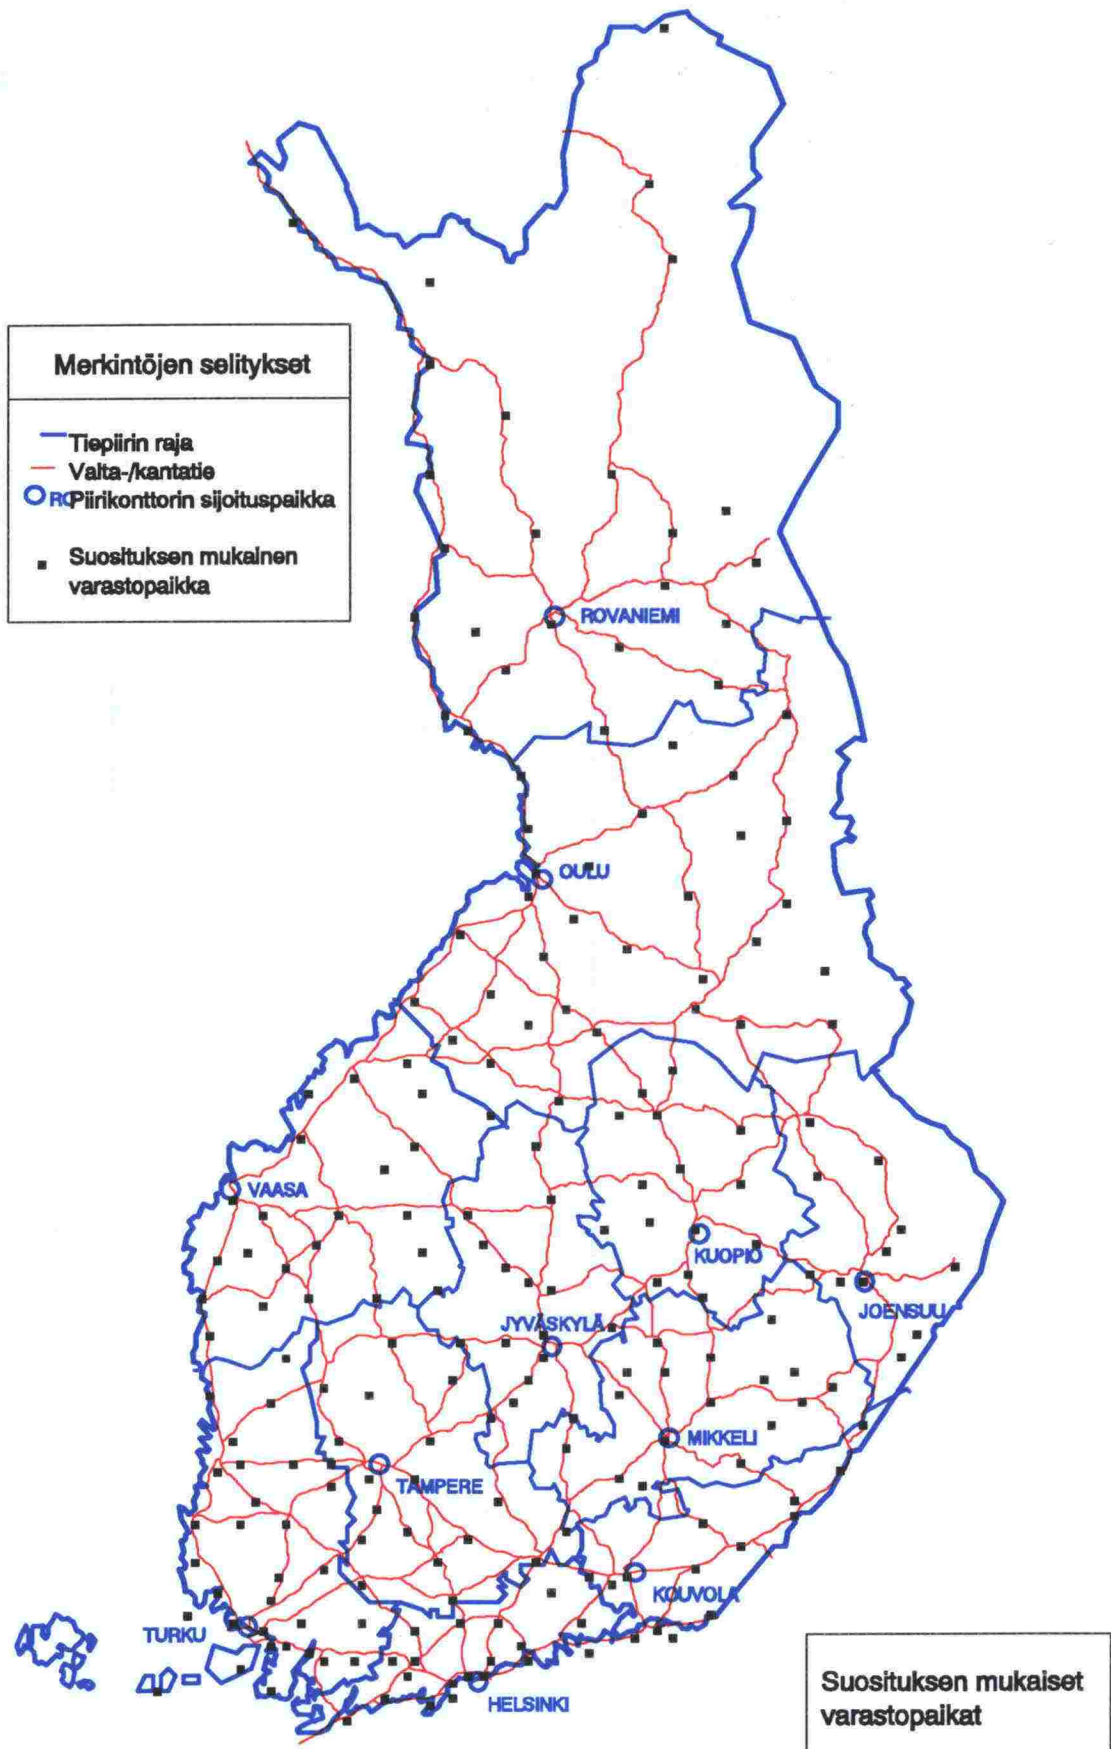 Merkintöjen selitykset
Tiepiirin raja
Valta-/kantatie
RO Piirikonttorin sijoituspaikka
Suosituksen mukainen
varastopaikka
ROVANIEMI
OULU
VAASA
KUOPIO
JOENSUU
JYVÄSKYLÄ
MIKKELI
TAMPERE
KOUVOLA
TURKU
HELSINKI
Suosituksen mukaiset
varastopaikat